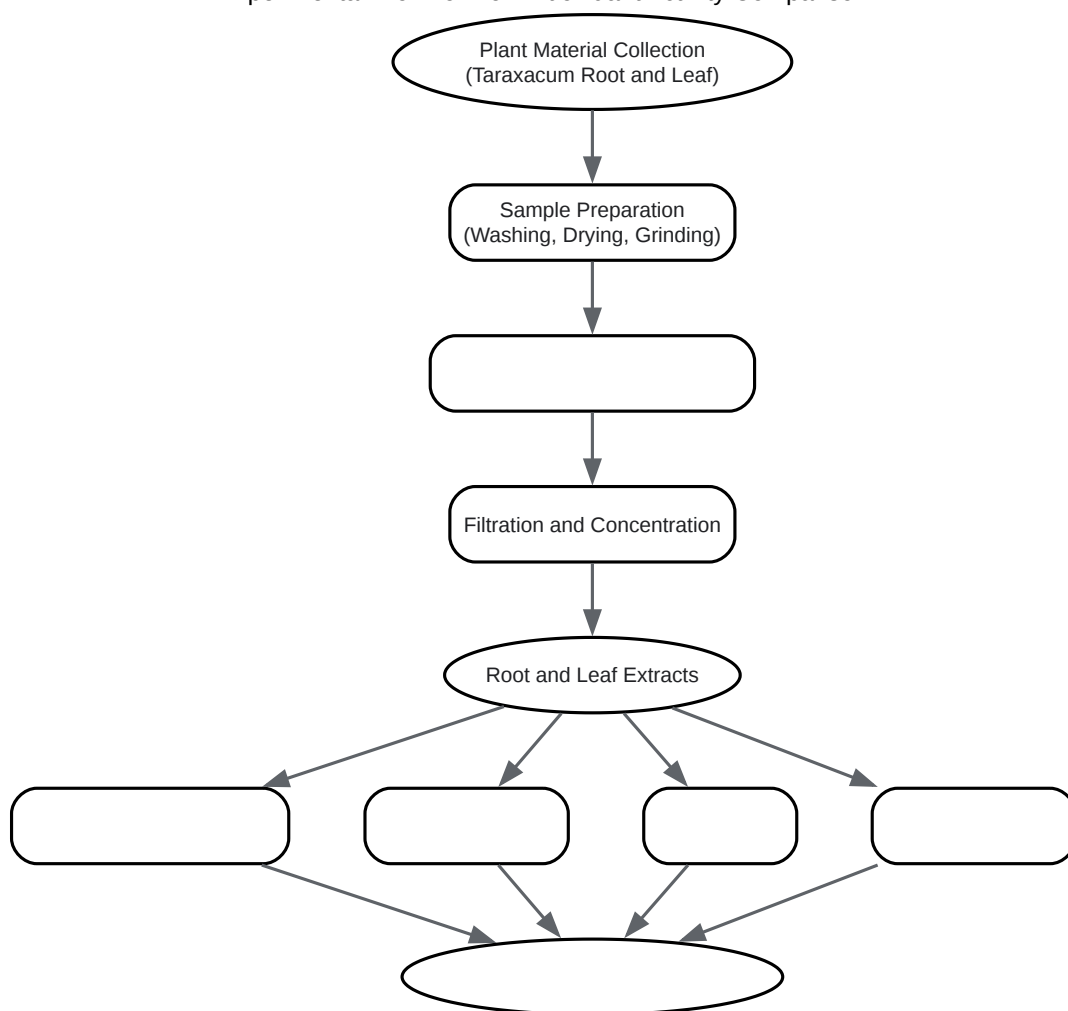 Plant Material Collection
(Taraxacum Root and Leaf)
Sample Preparation
(Washing, Drying, Grinding)
Filtration and Concentration
Root and Leaf Extracts